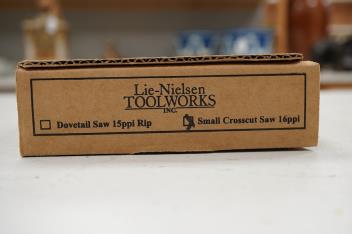 Lie-Nielsen
TOOLWORKS
INC.
Dovetail Saw 15ppi Rip Small Crosscut Saw 16ppi